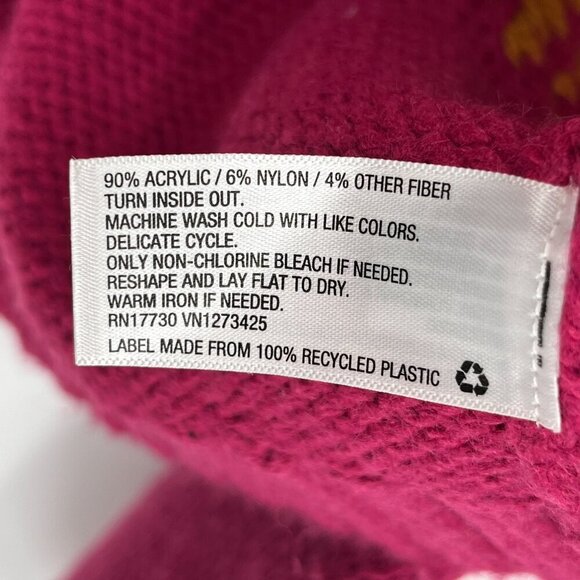 90% ACRYLIC / 6% NYLON / 4% OTHER FIBER
TURN INSIDE OUT.
MACHINE WASH COLD WITH LIKE COLORS.
DELICATE CYCLE.
ONLY NON-CHLORINE BLEACH IF NEEDED.
RESHAPE AND LAY FLAT TO DRY.
WARM IRON IF NEEDED.
RN17730 VN1273425
LABEL MADE FROM 100% RECYCLED PLASTIC